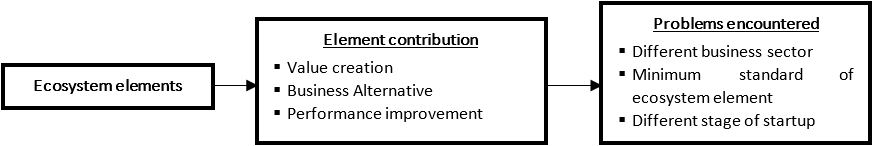 Ecosystem elements
Element contribution
▪ Value creation
▪ Business Alternative
▪ Performance improvement
Problems encountered
▪ Different business sector
▪ Minimum standard of
ecosystem element
▪ Different stage of startup